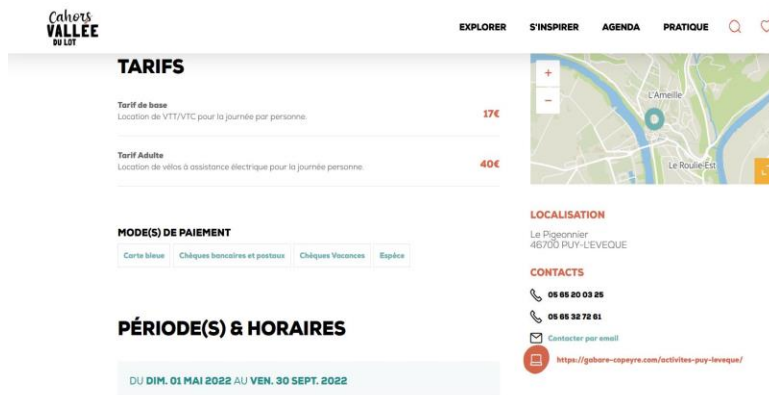 Cahors
VALLÉE
DU LOT
EXPLORER
S'INSPIRER
AGENDA
PRATIQUE
TARIFS
Tarif de base
Location de VTT/VTC pour la journée par personne.
17€
Tarif Adulte
Location de vélos à assistance électrique pour la journée personne.
40€
MODE(S) DE PAIEMENT
Carte bleue
Chèques bancaires et postaux
Chèques Vacances
Espèce
PÉRIODE(S) & HORAIRES
DU DIM. 01 MAI 2022 AU VEN. 30 SEPT. 2022
+
−
L'Ameille
Le Roulie-Est
LOCALISATION
Le Pigeonnier
46700 PUY-L'EVEQUE
CONTACTS
05 65 20 03 25
05 65 32 72 61
Contacter par email
https://gabare-copeyre.com/activites-puy-leveque/